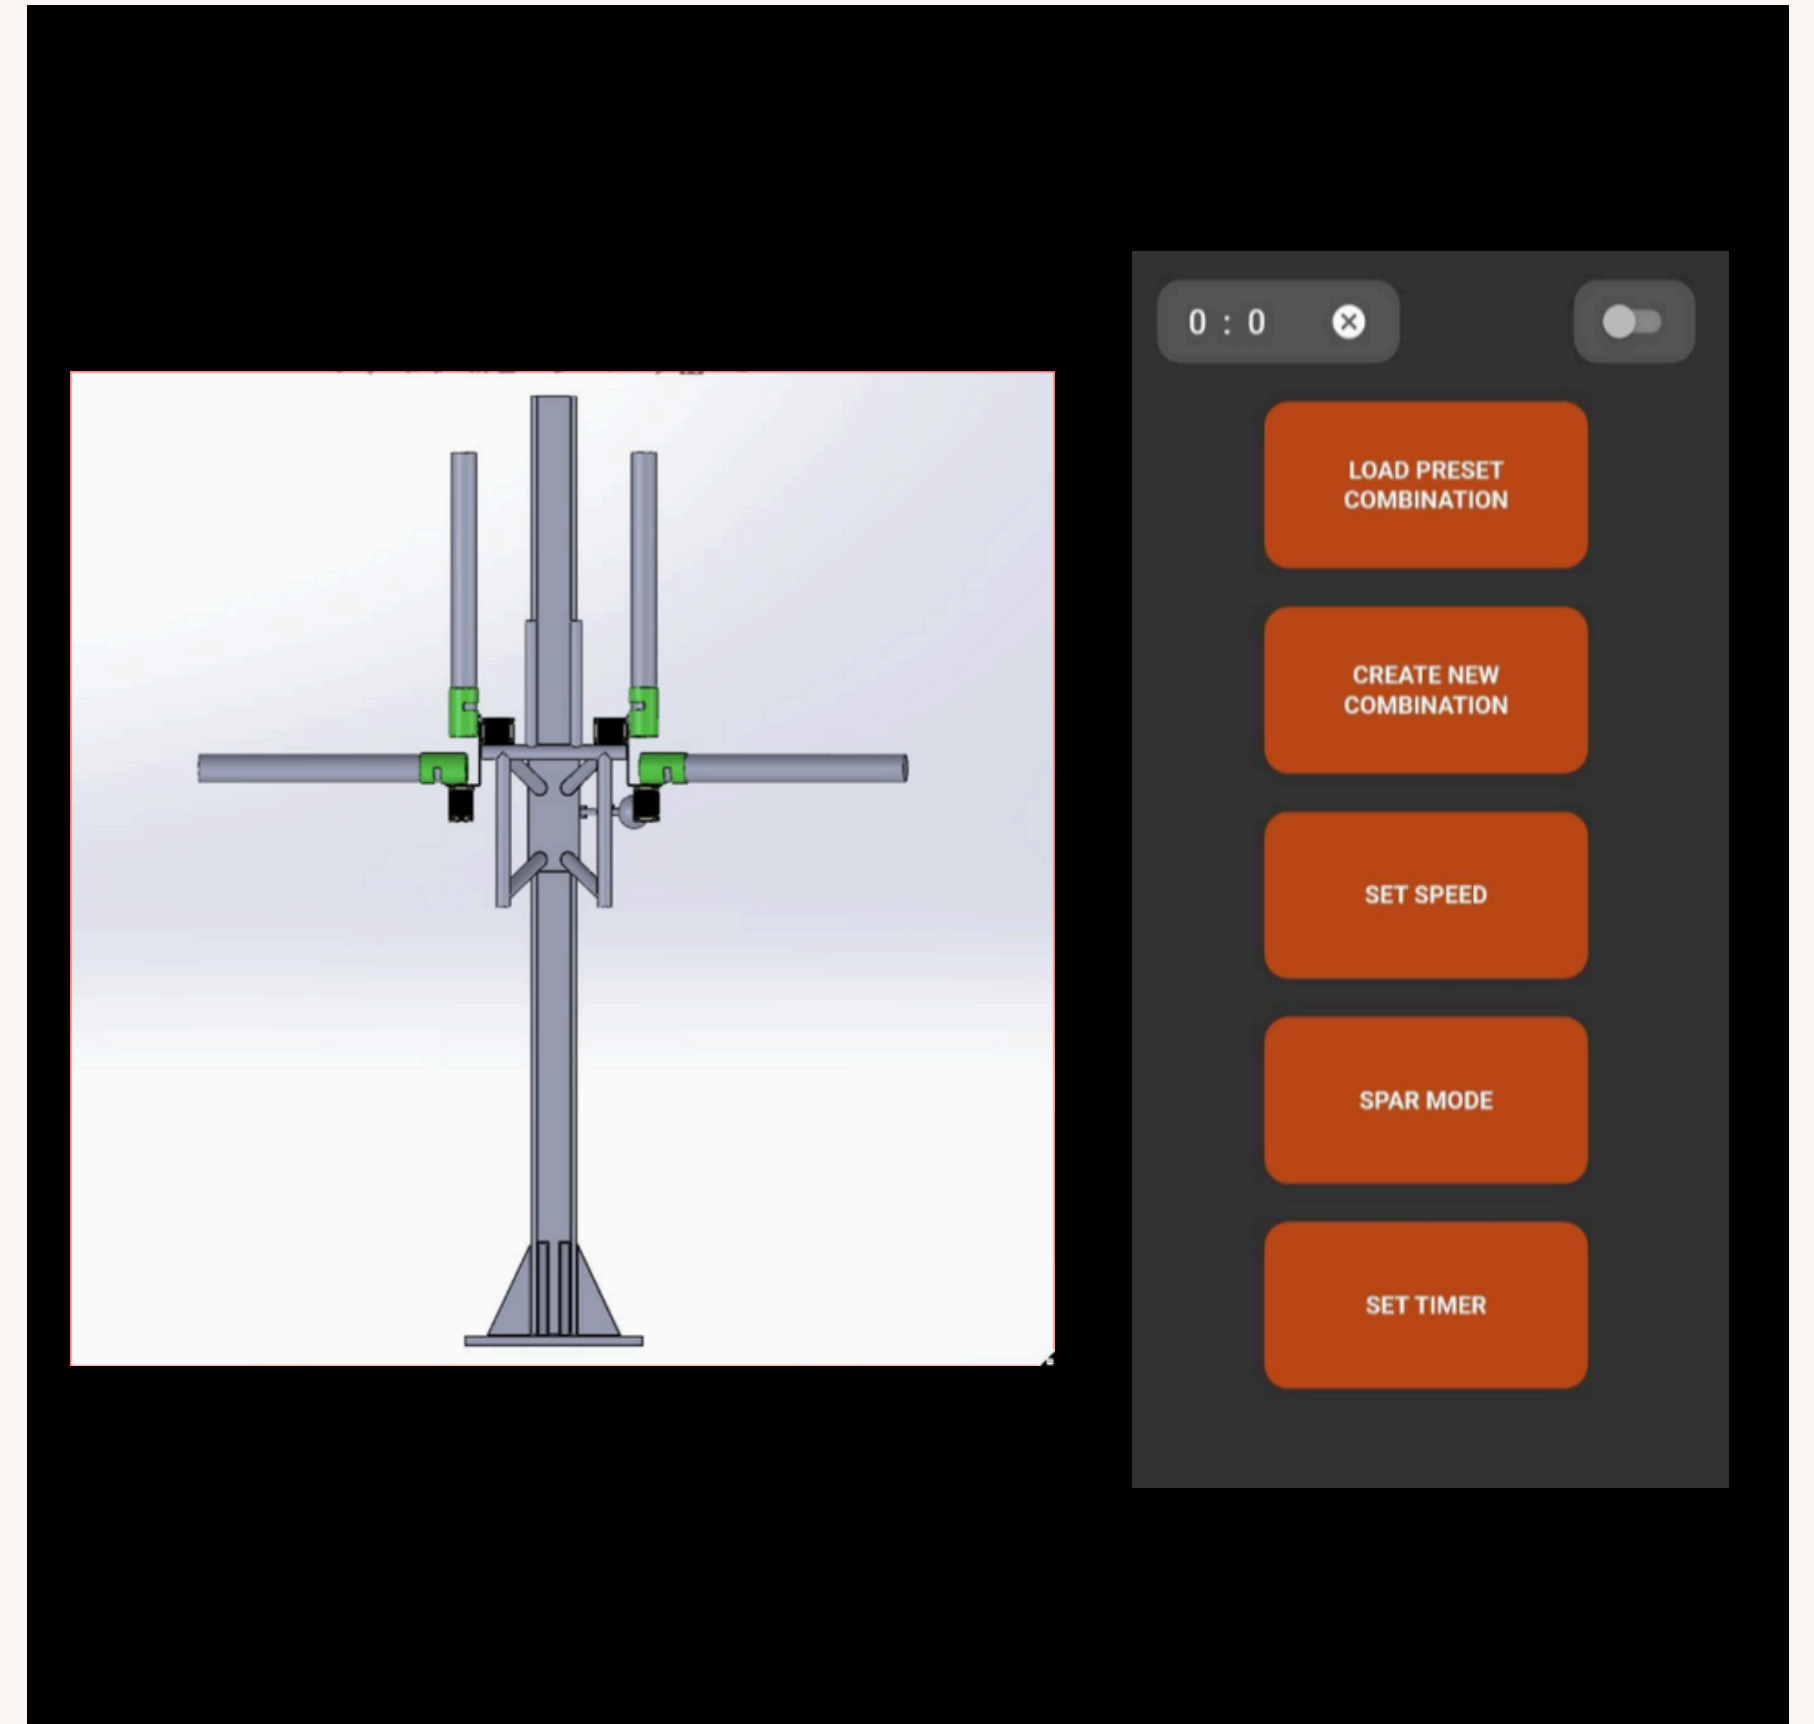 0 : 0
LOAD PRESET
COMBINATION
CREATE NEW
COMBINATION
SET SPEED
SPAR MODE
SET TIMER